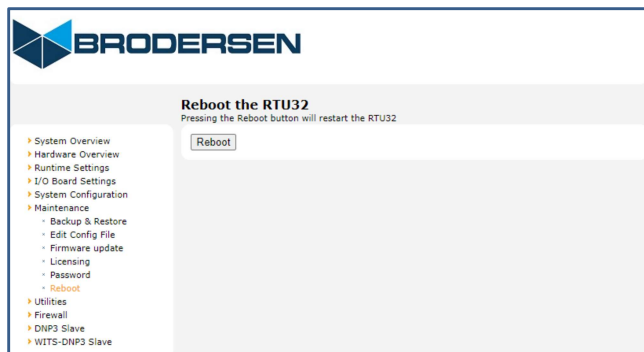 BRODERSEN
Reboot the RTU32
Pressing the Reboot button will restart the RTU32
Reboot
System Overview
Hardware Overview
Runtime Settings
I/O Board Settings
System Configuration
Maintenance
Backup & Restore
Edit Config File
Firmware update
Licensing
Password
Reboot
Utilities
Firewall
DNP3 Slave
WITS-DNP3 Slave